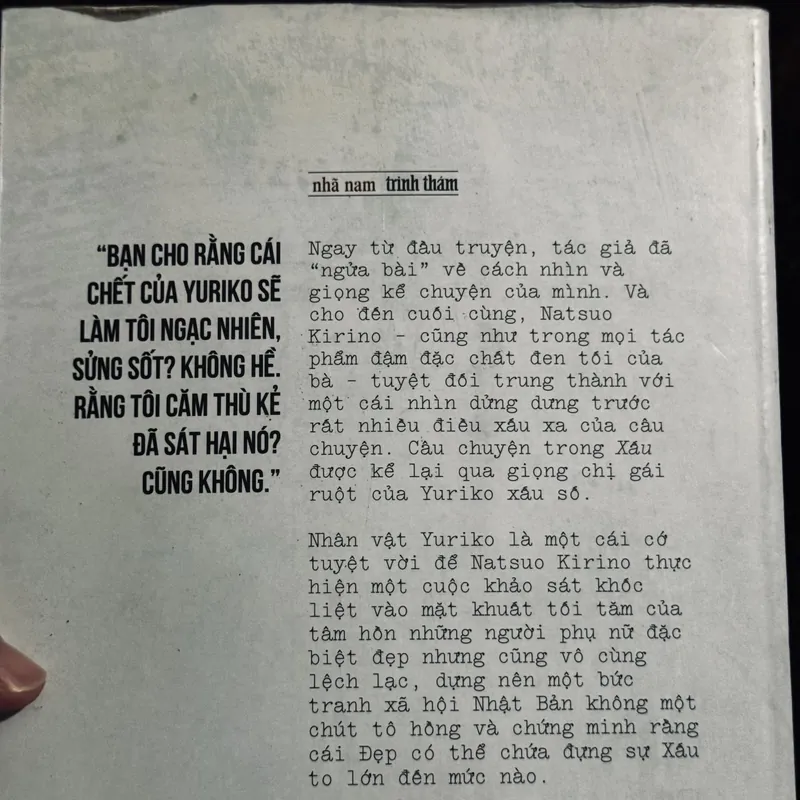 nhã nam trinh thám
“BẠN CHO RẰNG CÁI
CHẾT CỦA YURIKO SẼ
LÀM TÔI NGẠC NHIÊN,
SỬNG SỐT? KHÔNG HỀ.
RẰNG TÔI CĂM THÙ KẺ
ĐÃ SÁT HẠI NÓ?
CŨNG KHÔNG.”
Ngay từ đầu truyện, tác giả đã
“ngửa bài” về cách nhìn và
giọng kể chuyện của mình. Và
cho đến cuối cùng, Natsuo
Kirino – cũng như trong mọi tác
phẩm đậm đặc chất đen tối của
bà – tuyệt đối trung thành với
một cái nhìn dửng dưng trước
rất nhiều điều xấu xa của câu
chuyện. Câu chuyện trong Xấu
được kể lại qua giọng chị gái
ruột của Yuriko xấu số.
Nhân vật Yuriko là một cái cớ
tuyệt vời để Natsuo Kirino thực
hiện một cuộc khảo sát khốc
liệt vào mặt khuất tối tăm của
tâm hồn những người phụ nữ đặc
biệt đẹp nhưng cũng vô cùng
lệch lạc, dựng nên một bức
tranh xã hội Nhật Bản không một
chút tô hồng và chứng minh rằng
cái Đẹp có thể chứa đựng sự Xấu
to lớn đến mức nào.